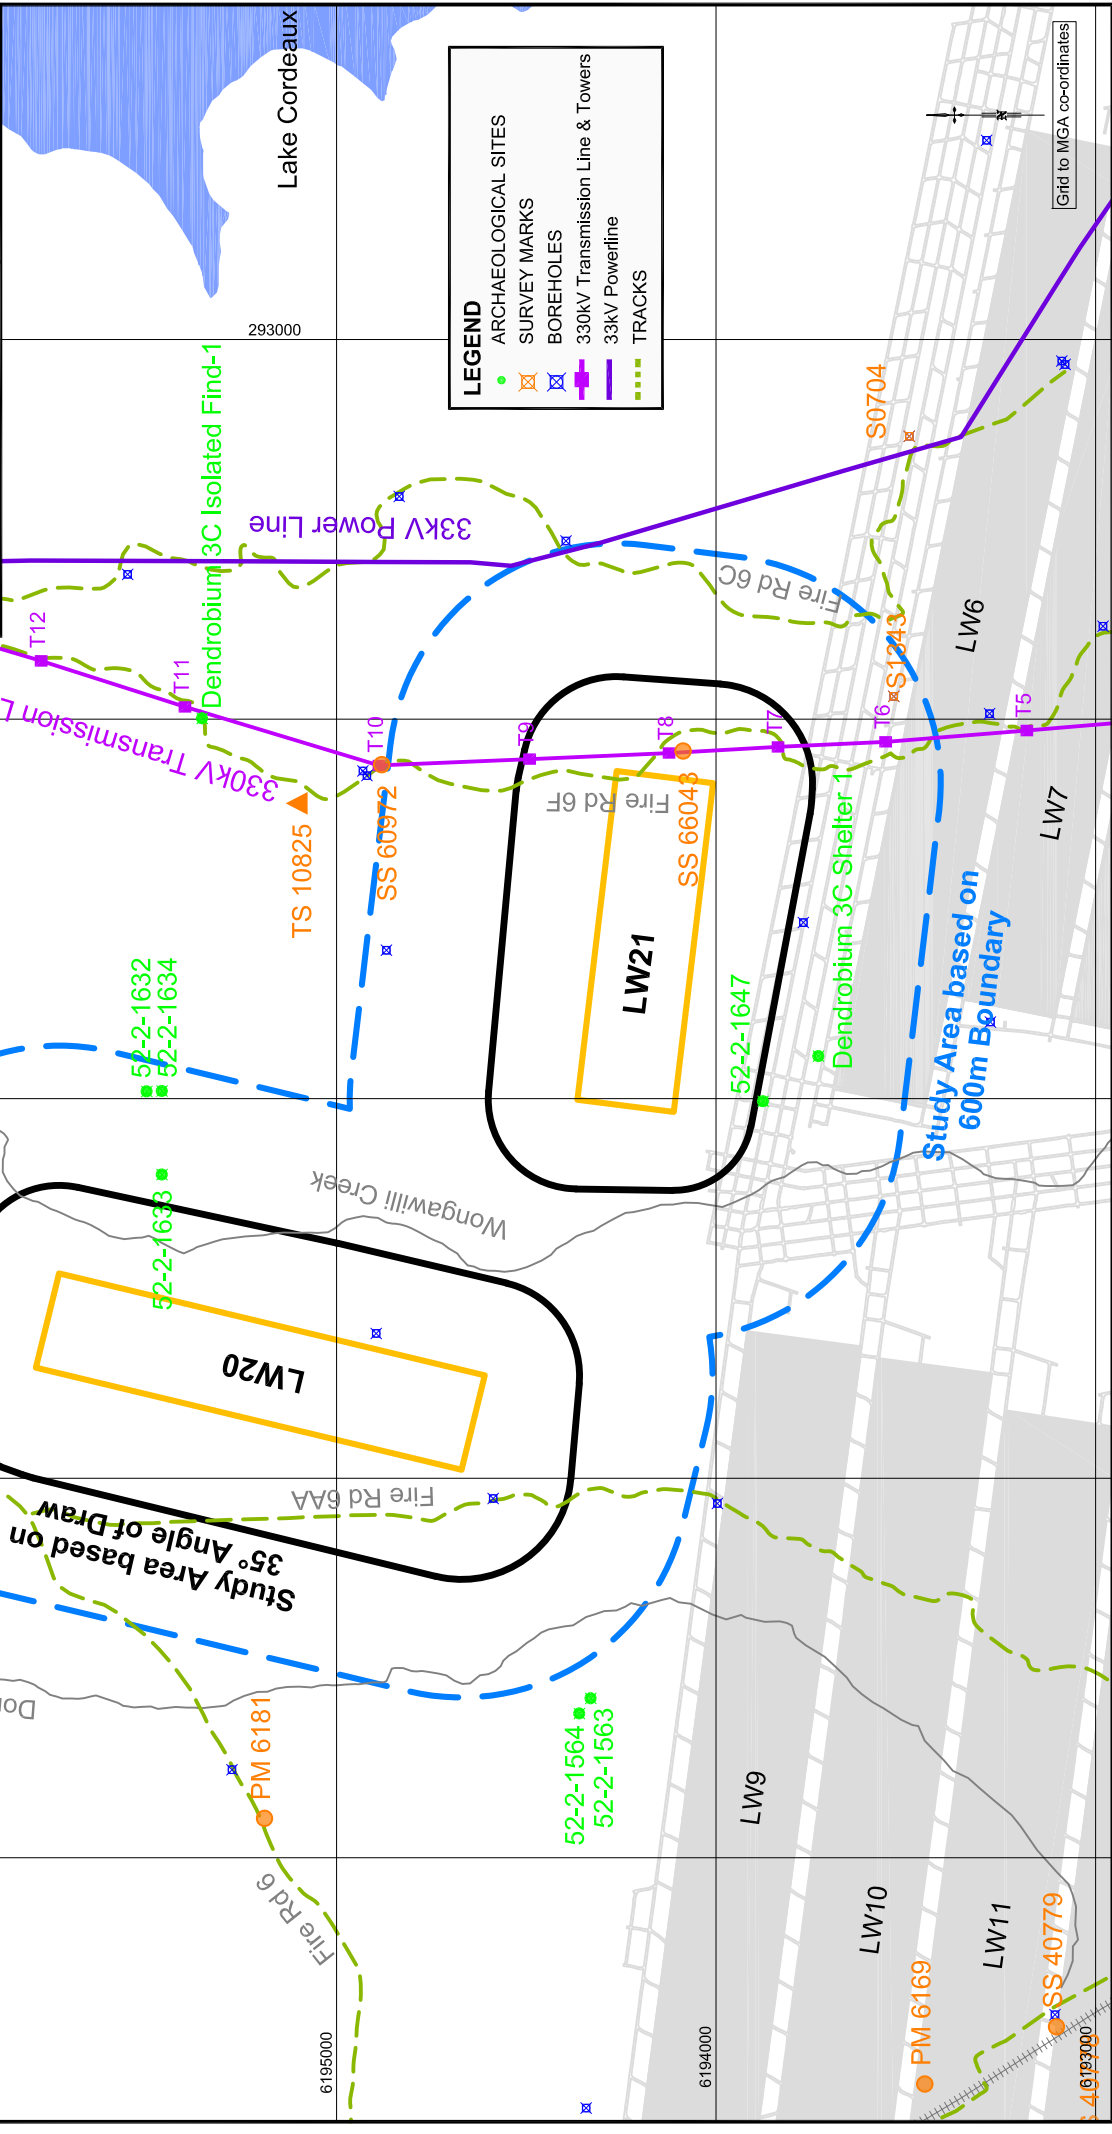 Lake Cordeaux
293000
LEGEND
ARCHAEOLOGICAL SITES
SURVEY MARKS
BOREHOLES
330kV Transmission Line & Towers
33kV Powerline
TRACKS
Grid to MGA co-ordinates
N
Dendrobium 3C Isolated Find-1
33kV Power Line
330kV Transmission L
T12
T11
T10
T9
T8
T7
T6
T5
S0704
S1343
Fire Rd 6C
Fire Rd 6F
TS 10825
SS 60972
SS 66043
LW6
LW7
LW21
52-2-1632
52-2-1634
52-2-1633
52-2-1647
Dendrobium 3C Shelter 1
Study Area based on
600m Boundary
Wongawilli Creek
LW20
Fire Rd 6AA
Study Area based on
35° Angle of Draw
PM 6181
Fire Rd 6
52-2-1564
52-2-1563
LW9
LW10
LW11
PM 6169
SS 40779
6195000
6194000
6193000